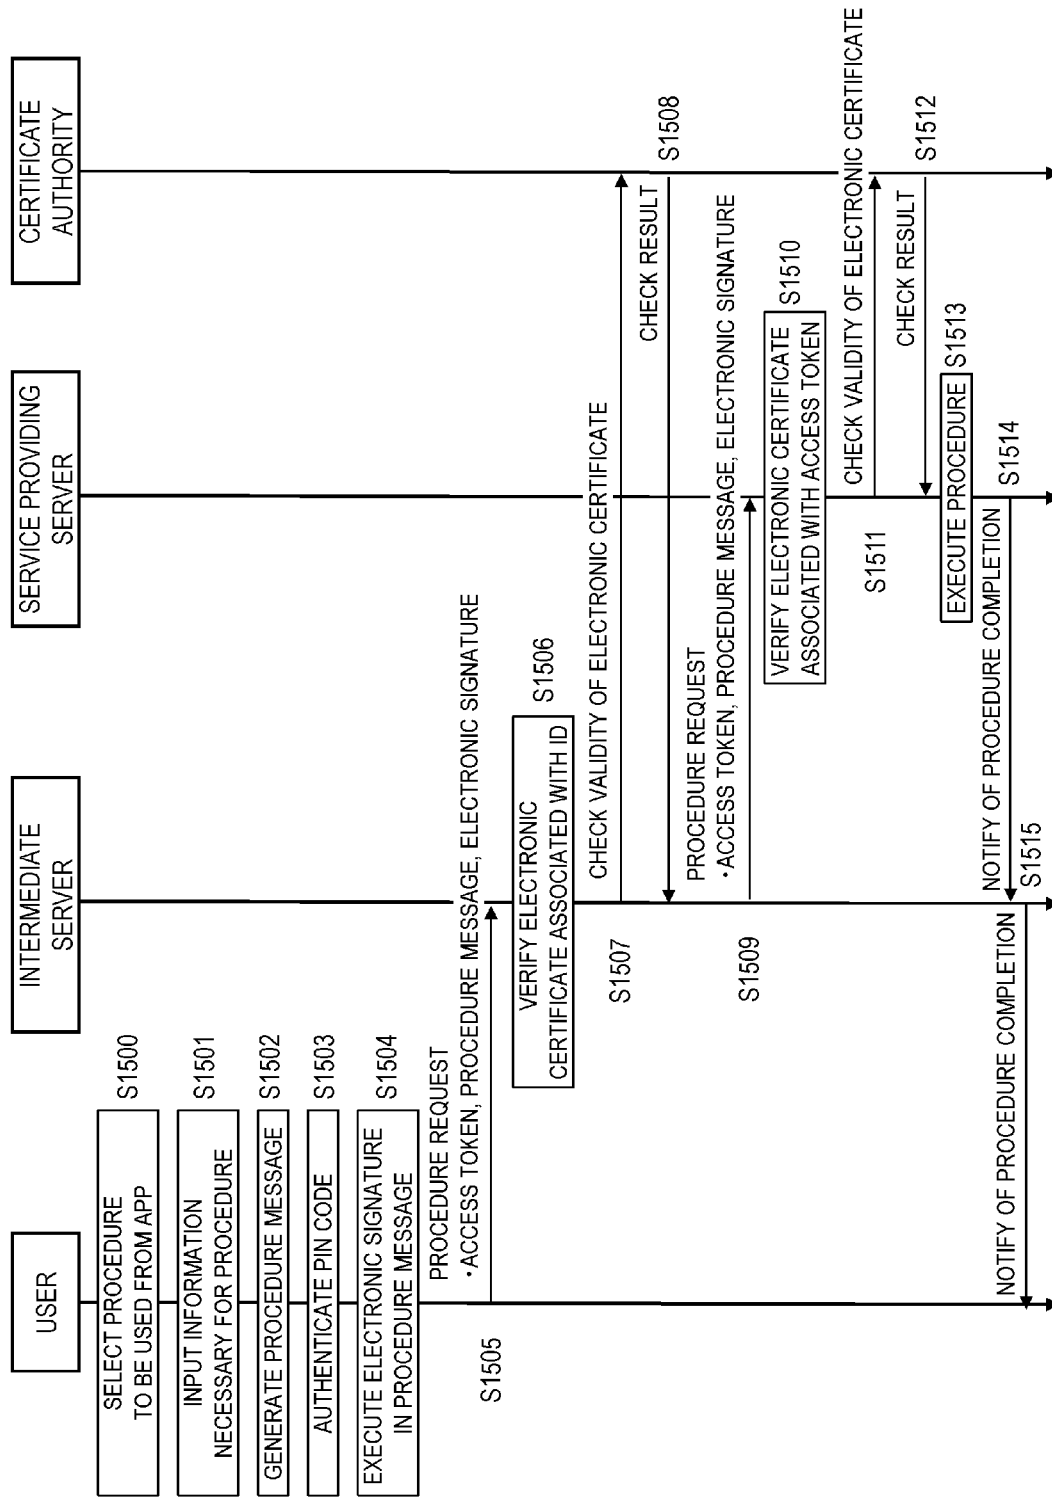 USER
INTERMEDIATE
SERVER
SERVICE PROVIDING
SERVER
CERTIFICATE
AUTHORITY
SELECT PROCEDURE
TO BE USED FROM APP
S1500
INPUT INFORMATION
NECESSARY FOR PROCEDURE
S1501
GENERATE PROCEDURE MESSAGE
S1502
AUTHENTICATE PIN CODE
S1503
EXECUTE ELECTRONIC SIGNATURE
IN PROCEDURE MESSAGE
S1504
PROCEDURE REQUEST
・ACCESS TOKEN, PROCEDURE MESSAGE, ELECTRONIC SIGNATURE
S1505
VERIFY ELECTRONIC
CERTIFICATE ASSOCIATED WITH ID
S1506
CHECK VALIDITY OF ELECTRONIC CERTIFICATE
S1507
CHECK RESULT
S1508
PROCEDURE REQUEST
・ACCESS TOKEN, PROCEDURE MESSAGE, ELECTRONIC SIGNATURE
S1509
VERIFY ELECTRONIC CERTIFICATE
ASSOCIATED WITH ACCESS TOKEN
S1510
CHECK VALIDITY OF ELECTRONIC CERTIFICATE
S1511
CHECK RESULT
S1512
EXECUTE PROCEDURE
S1513
NOTIFY OF PROCEDURE COMPLETION
S1514
NOTIFY OF PROCEDURE COMPLETION
S1515